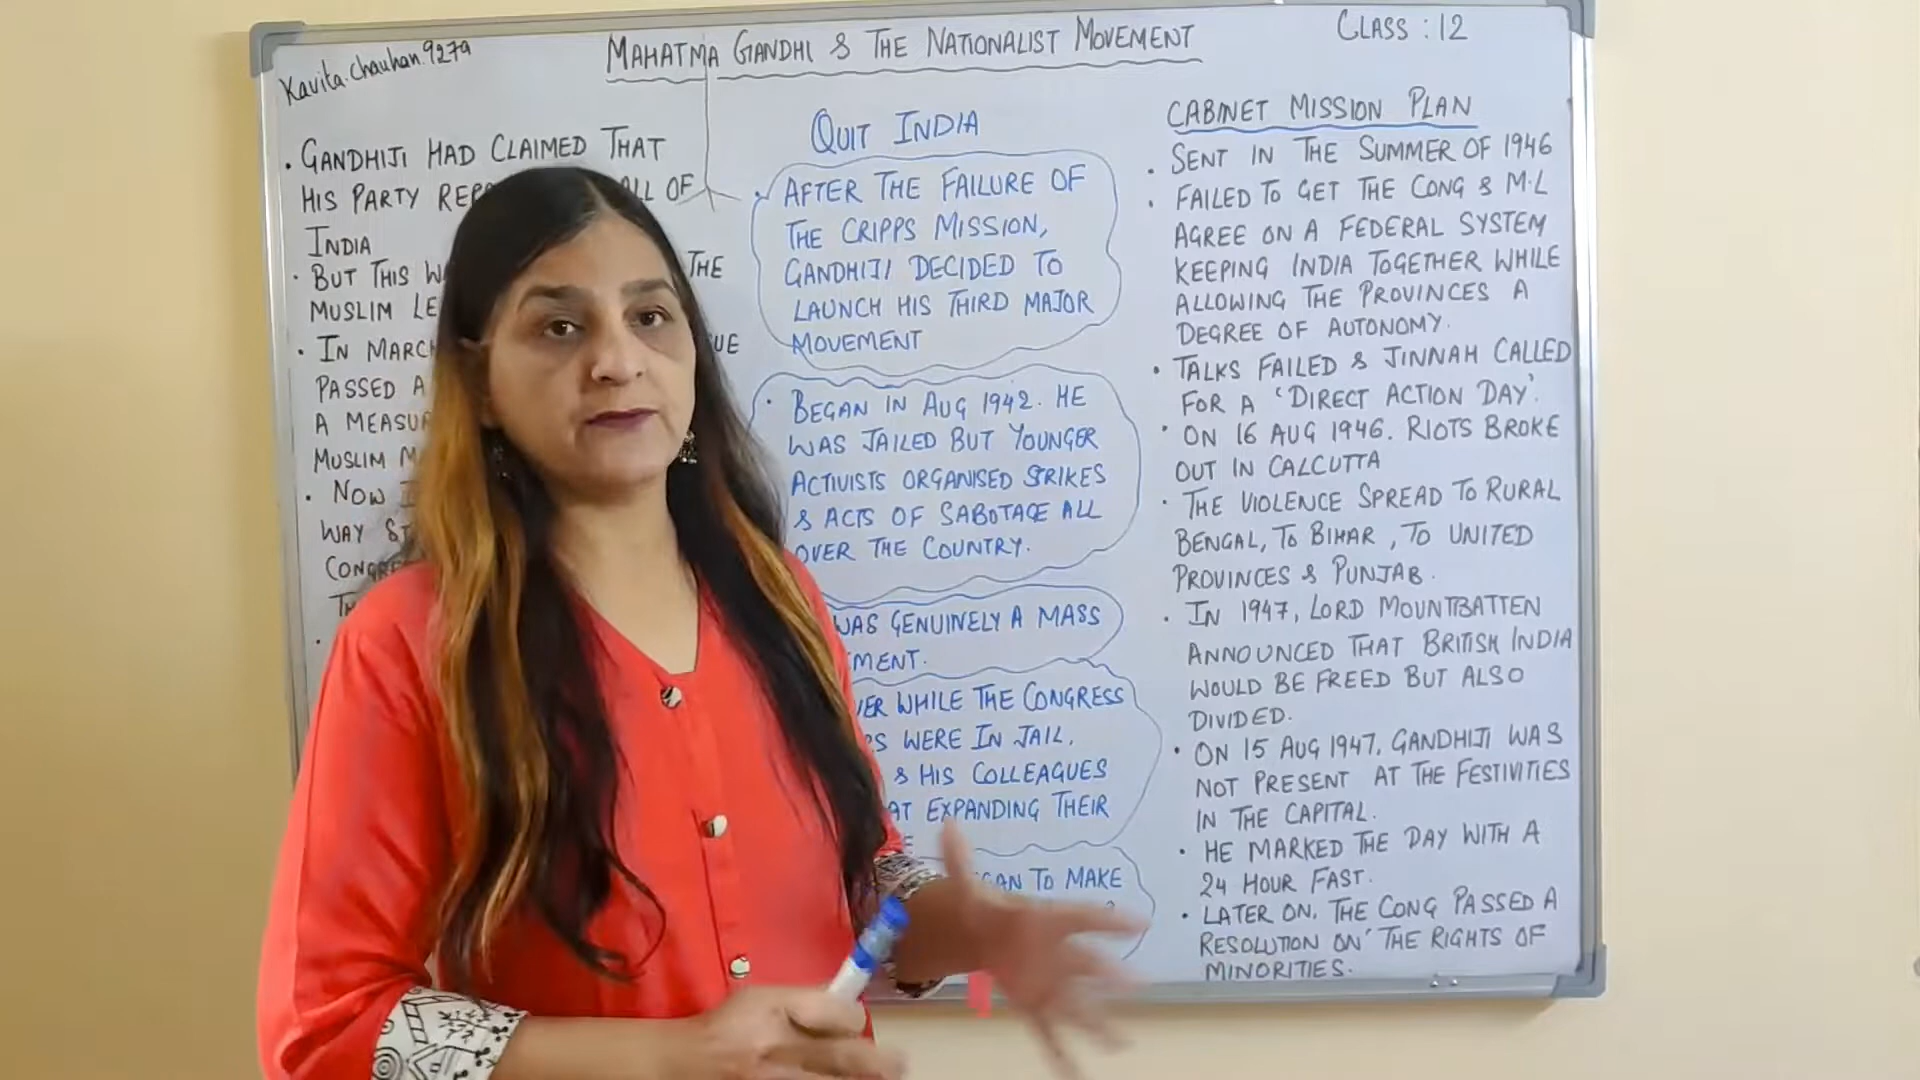 Kavita.chauhan.9279
MAHATMA GANDHI & THE NATIONALIST MOVEMENT
CLASS : 12
• GANDHIJI HAD CLAIMED THAT
HIS PARTY ALL OF
INDIA
• BUT THIS THE
MUSLIM
• IN
PASSED A
A
MUSLIM
• NOW
WAY
QUIT INDIA
• AFTER THE FAILURE OF
THE CRIPPS MISSION,
GANDHIJI DECIDED TO
LAUNCH HIS THIRD MAJOR
MOVEMENT
• BEGAN IN AUG 1942. HE
WAS JAILED BUT YOUNGER
ACTIVISTS ORGANISED STRIKES
& ACTS OF SABOTAGE ALL
OVER THE COUNTRY.
WAS GENUINELY A MASS
MENT.
WHILE THE CONGRESS
WERE IN JAIL,
& HIS COLLEAGUES
AT EXPANDING THEIR
TO MAKE
CABINET MISSION PLAN
• SENT IN THE SUMMER OF 1946
• FAILED TO GET THE CONG & M.L
AGREE ON A FEDERAL SYSTEM
KEEPING INDIA TOGETHER WHILE
ALLOWING THE PROVINCES A
DEGREE OF AUTONOMY.
• TALKS FAILED & JINNAH CALLED
FOR A 'DIRECT ACTION DAY'.
• ON 16 AUG 1946. RIOTS BROKE
OUT IN CALCUTTA
• THE VIOLENCE SPREAD TO RURAL
BENGAL, TO BIHAR, TO UNITED
PROVINCES & PUNJAB.
• IN 1947, LORD MOUNTBATTEN
ANNOUNCED THAT BRITISH INDIA
WOULD BE FREED BUT ALSO
DIVIDED.
• ON 15 AUG 1947, GANDHIJI WAS
NOT PRESENT AT THE FESTIVITIES
IN THE CAPITAL.
• HE MARKED THE DAY WITH A
24 HOUR FAST.
• LATER ON, THE CONG PASSED A
RESOLUTION ON' THE RIGHTS OF
MINORITIES.